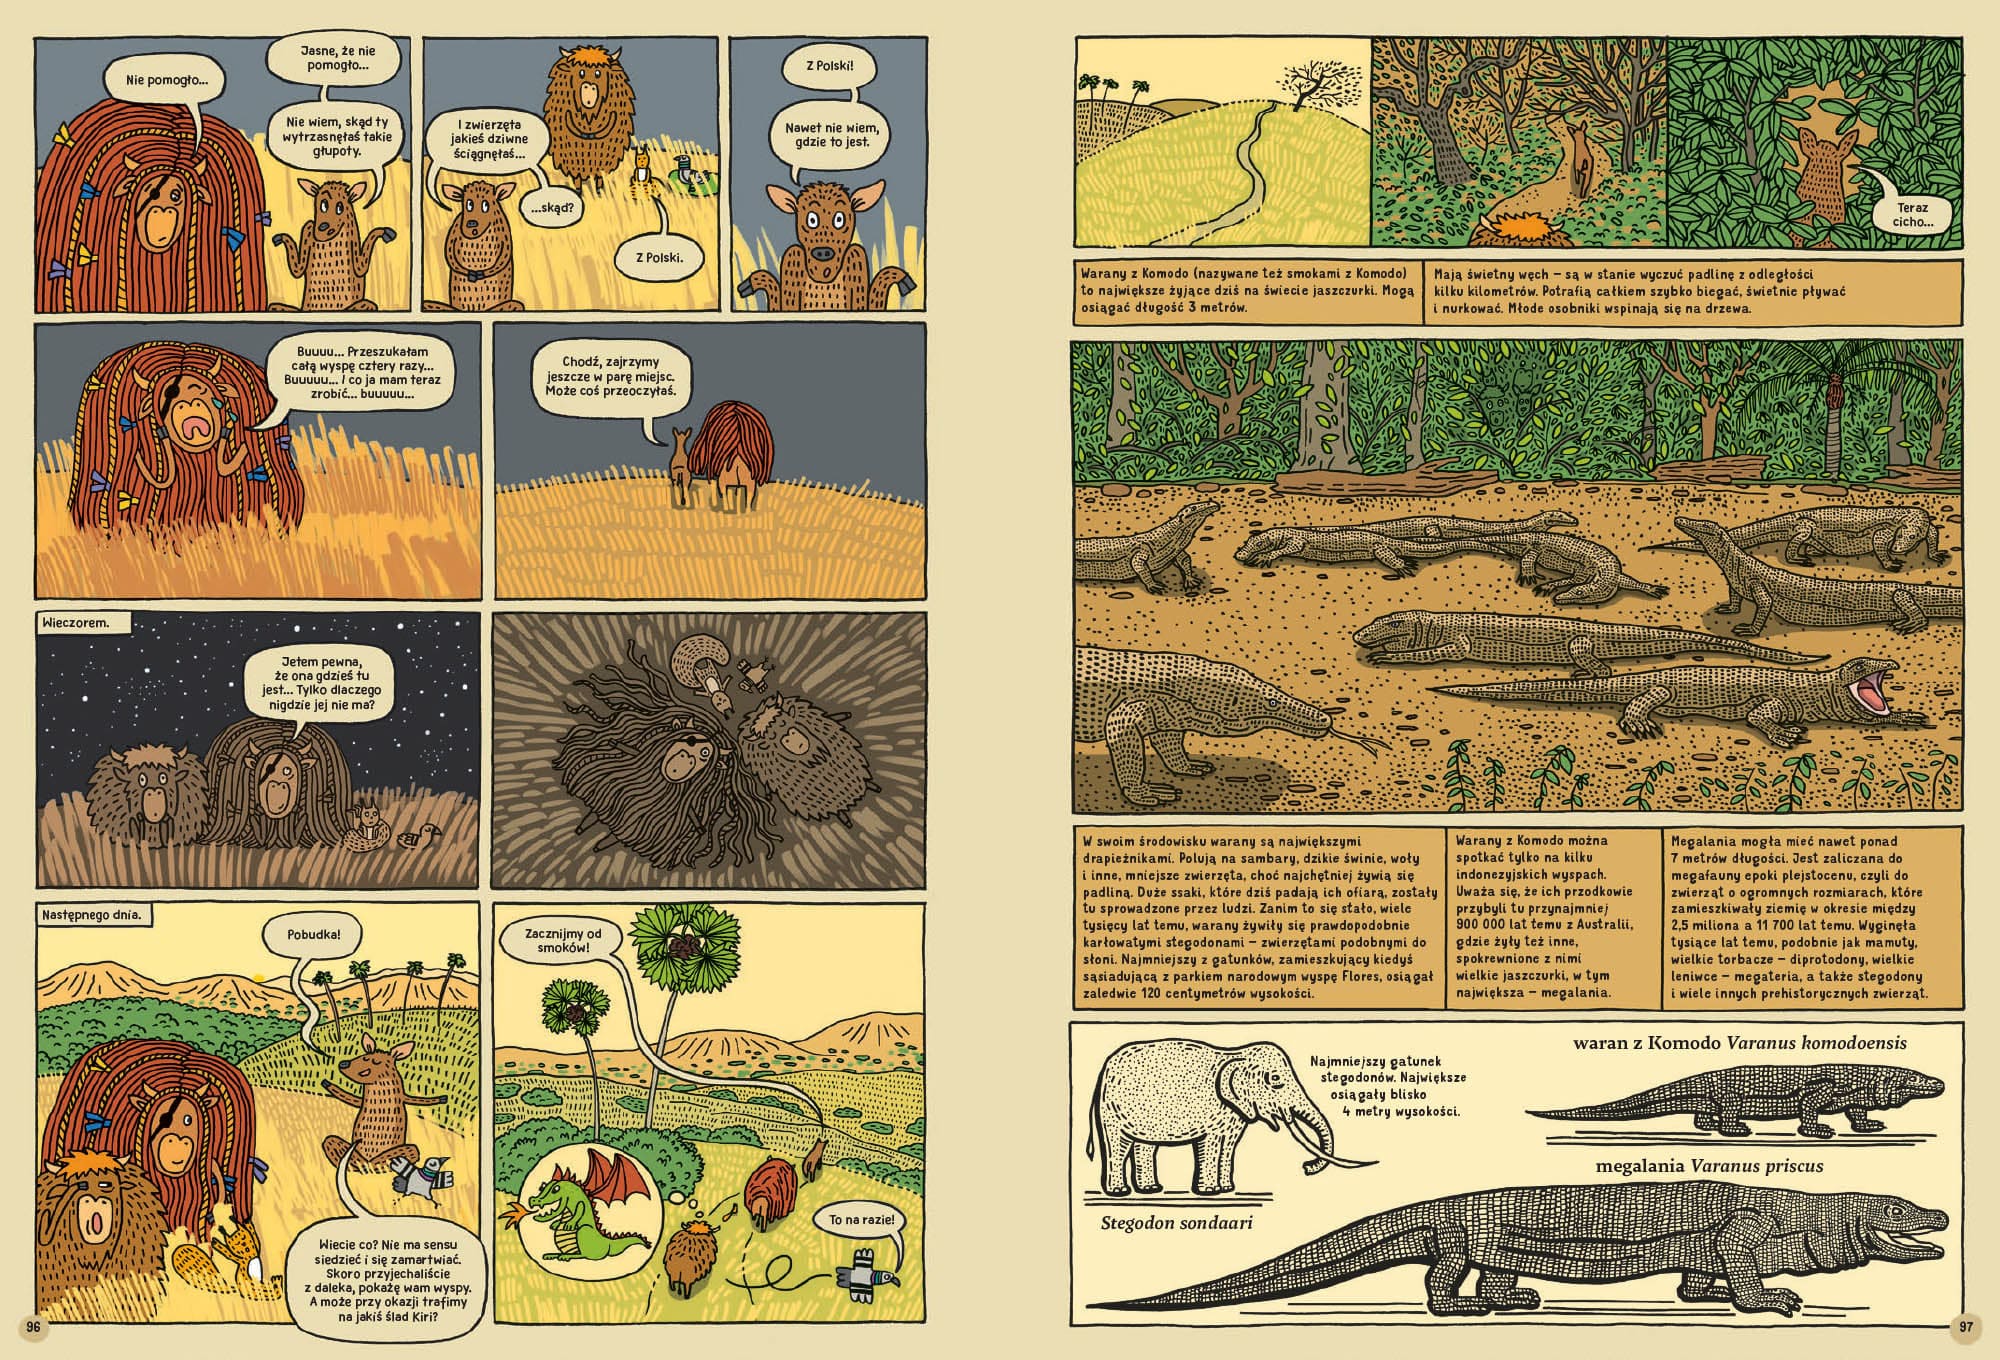 Nie pomogło...
Jasne, że nie
pomogło...
Nie wiem, skąd ty
wytrzasnęłaś takie
głupoty.
I zwierzęta
jakieś dziwne
ściągnęłaś...
...skąd?
Z Polski.
Z Polski!
Nawet nie wiem,
gdzie to jest.
Buuuu... Przeszukałam
całą wyspę cztery razy...
Buuuuu... I co ja mam teraz
zrobić... buuuuu...
Chodź, zajrzymy
jeszcze w parę miejsc.
Może coś przeoczyłaś.
Wieczorem.
Jetem pewna,
że ona gdzieś tu
jest... Tylko dlaczego
nigdzie jej nie ma?
Następnego dnia.
Pobudka!
Wiecie co? Nie ma sensu
siedzieć i się zamartwiać.
Skoro przyjechaliście
z daleka, pokażę wam wyspy.
A może przy okazji trafimy
na jakiś ślad Kiri?
Zacznijmy od
smoków!
To na razie!
96
Teraz
cicho...
Warany z Komodo (nazywane też smokami z Komodo)
to największe żyjące dziś na świecie jaszczurki. Mogą
osiągać długość 3 metrów.
Mają świetny węch – są w stanie wyczuć padlinę z odległości
kilku kilometrów. Potrafią całkiem szybko biegać, świetnie pływać
i nurkować. Młode osobniki wspinają się na drzewa.
W swoim środowisku warany są największymi
drapieżnikami. Polują na sambary, dzikie świnie, woły
i inne, mniejsze zwierzęta, choć najchętniej żywią się
padliną. Duże ssaki, które dziś padają ich ofiarą, zostały
tu sprowadzone przez ludzi. Zanim to się stało, wiele
tysięcy lat temu, warany żywiły się prawdopodobnie
karłowatymi stegodonami – zwierzętami podobnymi do
słoni. Najmniejszy z gatunków, zamieszkujący kiedyś
sąsiadującą z parkiem narodowym wyspę Flores, osiągał
zaledwie 120 centymetrów wysokości.
Warany z Komodo można
spotkać tylko na kilku
indonezyjskich wyspach.
Uważa się, że ich przodkowie
przybyli tu przynajmniej
900 000 lat temu z Australii,
gdzie żyły też inne,
spokrewnione z nimi
wielkie jaszczurki, w tym
największa – megalania.
Megalania mogła mieć nawet ponad
7 metrów długości. Jest zaliczana do
megafauny epoki plejstocenu, czyli do
zwierząt o ogromnych rozmiarach, które
zamieszkiwały ziemię w okresie między
2,5 miliona a 11 700 lat temu. Wyginęła
tysiące lat temu, podobnie jak mamuty,
wielkie torbacze – diprotodony, wielkie
leniwce – megateria, a także stegodony
i wiele innych prehistorycznych zwierząt.
Najmniejszy gatunek
stegodonów. Największe
osiągały blisko
4 metry wysokości.
Stegodon sondaari
waran z Komodo Varanus komodoensis
megalania Varanus priscus
97